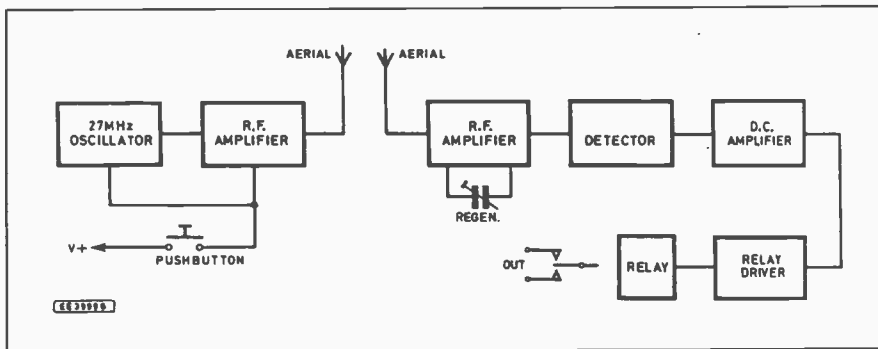 AERIAL
AERIAL
27MHz
OSCILLATOR
R.F.
AMPLIFIER
R.F.
AMPLIFIER
DETECTOR
D.C.
AMPLIFIER
REGEN.
V+
PUSHBUTTON
OUT
RELAY
RELAY
DRIVER